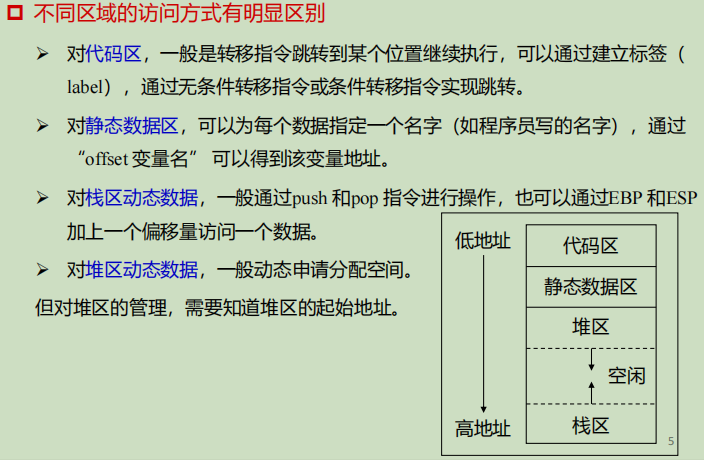 不同区域的访问方式有明显区别
对代码区，一般是转移指令跳转到某个位置继续执行，可以通过建立标签（
label），通过无条件转移指令或条件转移指令实现跳转。
对静态数据区，可以为每个数据指定一个名字（如程序员写的名字），通过
“offset 变量名” 可以得到该变量地址。
对栈区动态数据，一般通过push 和pop 指令进行操作，也可以通过EBP 和ESP
加上一个偏移量访问一个数据。
对堆区动态数据，一般动态申请分配空间。
但对堆区的管理，需要知道堆区的起始地址。
低地址
代码区
静态数据区
堆区
空闲
高地址
栈区
5